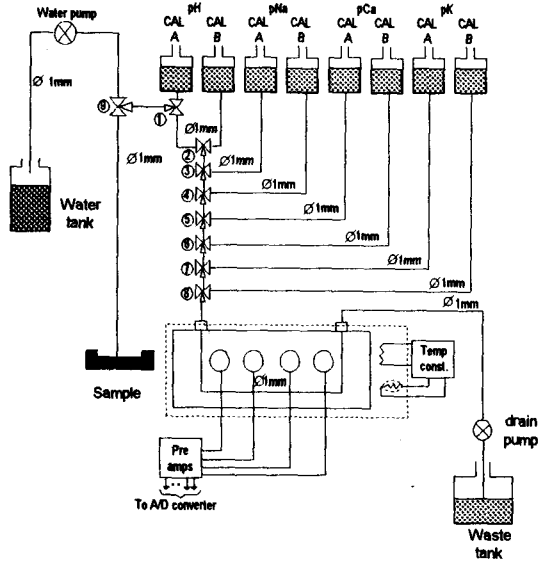 pH pNa pCa pK
Water pump
CAL A
CAL B
CAL A
CAL B
CAL A
CAL B
CAL A
CAL B
Ø 1mm
⑨
①
Ø1mm
Ø1mm
②
Ø1mm
③
Ø1mm
④
Water tank
Ø1mm
⑤
Ø1mm
⑥
Ø1mm
⑦
Ø1mm
⑧
Ø1mm
Sample
Temp const.
Ø1mm
drain pump
Pre amps
To A/D converter
Waste tank